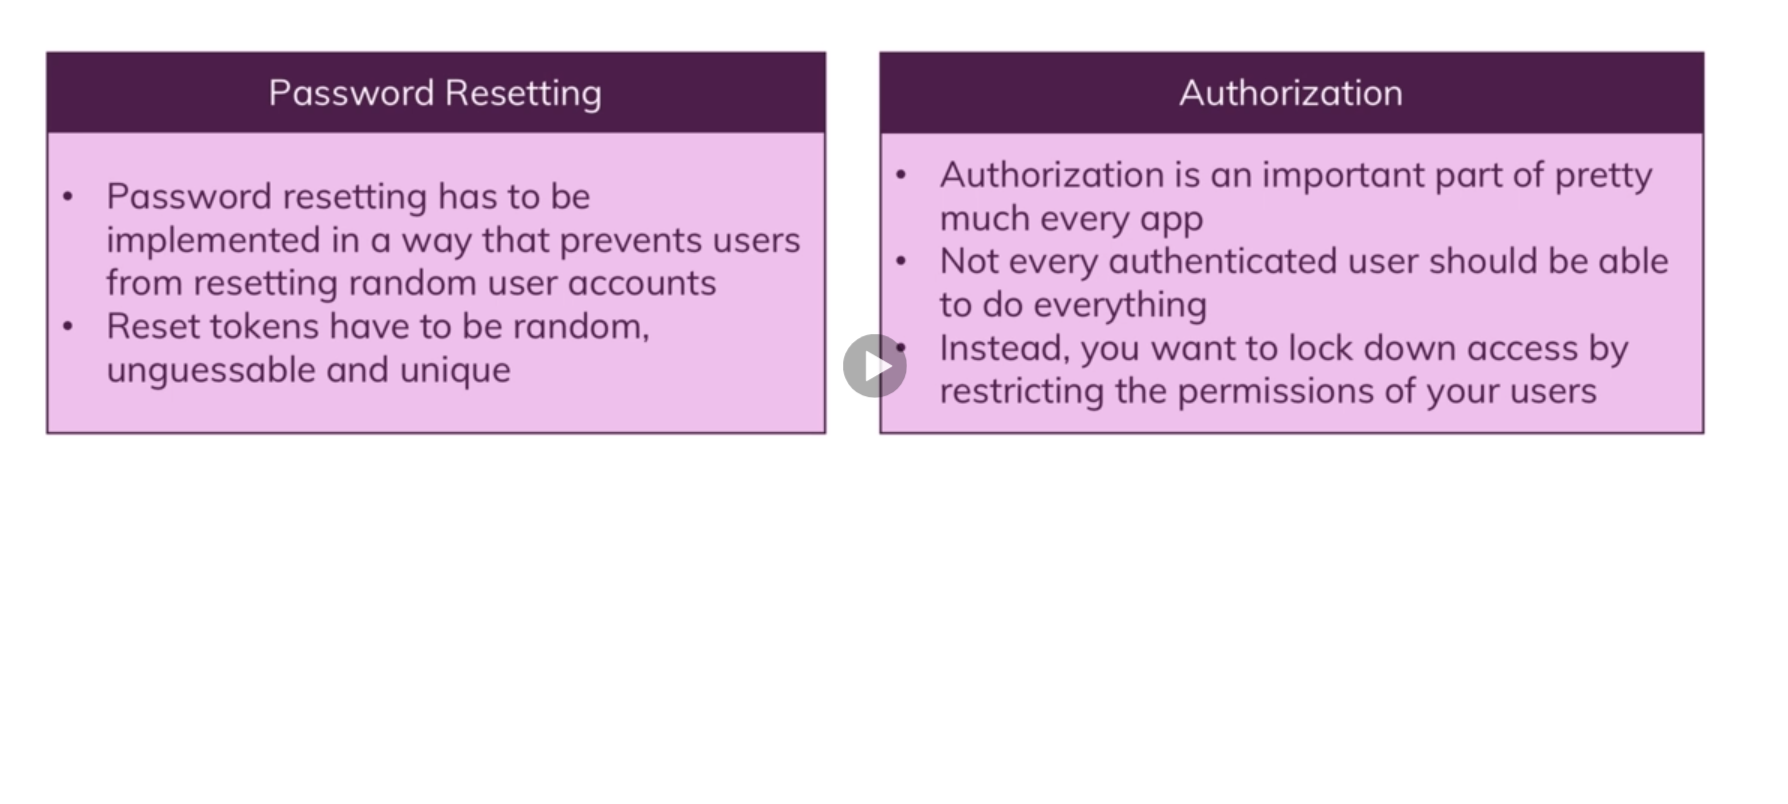 Password Resetting
• Password resetting has to be
implemented in a way that prevents users
from resetting random user accounts
• Reset tokens have to be random,
unguessable and unique
Authorization
• Authorization is an important part of pretty
much every app
• Not every authenticated user should be able
to do everything
• Instead, you want to lock down access by
restricting the permissions of your users